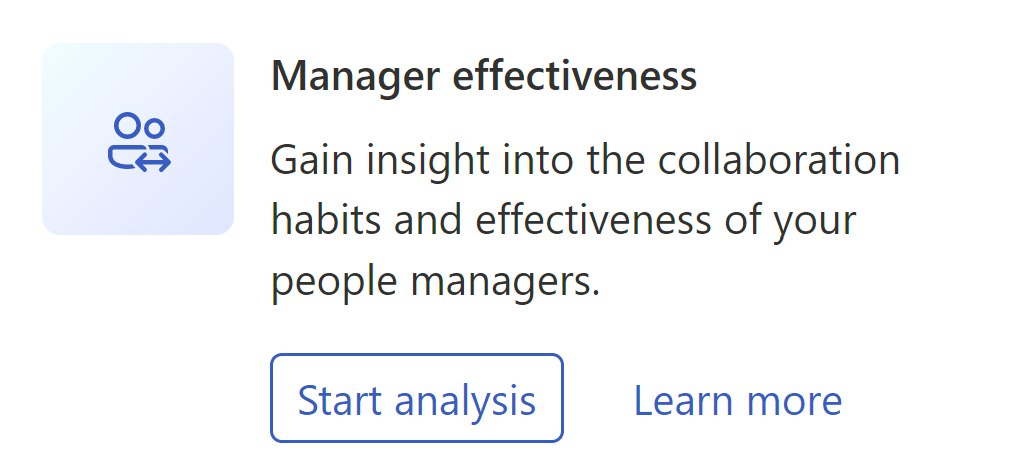 Manager effectiveness
Gain insight into the collaboration
habits and effectiveness of your
people managers.
Start analysis
Learn more